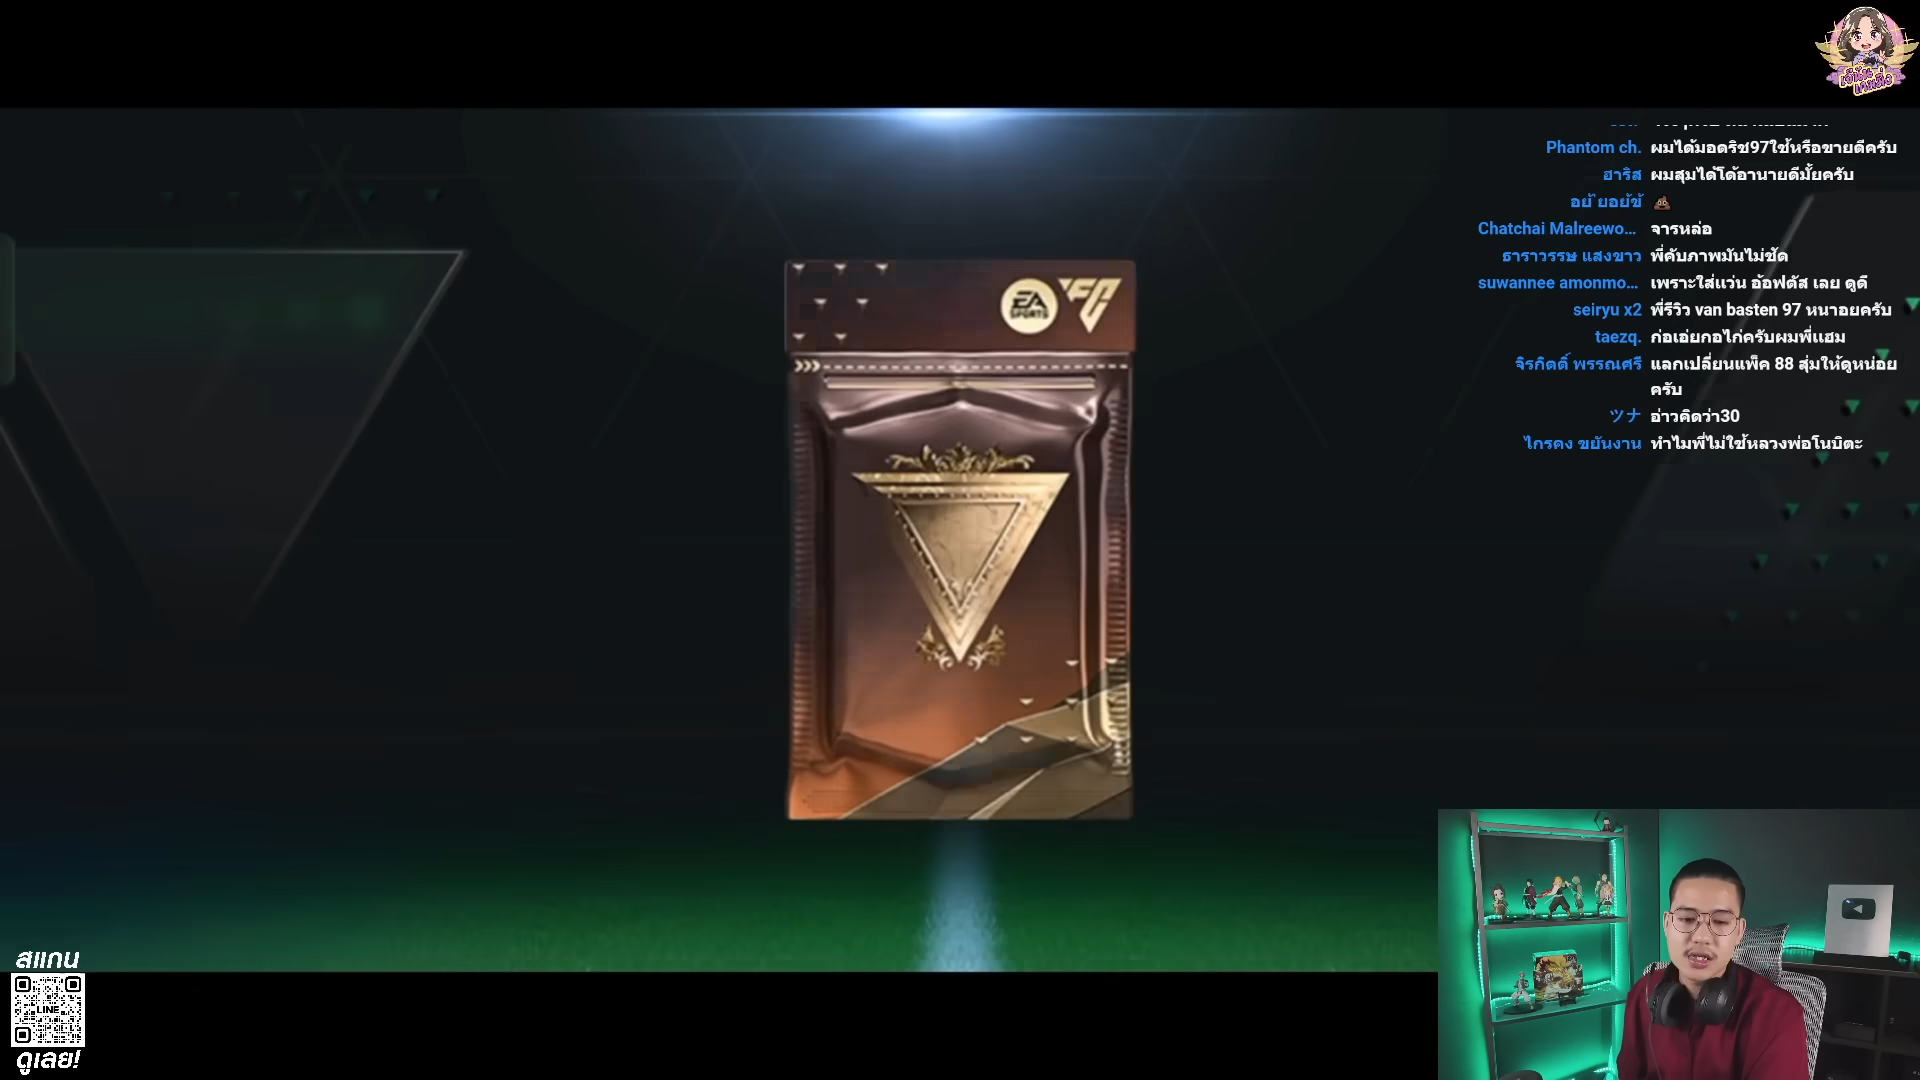 EA
SPORTS
FC
Phantom ch. ผมได้มอดริช97ใช้หรือขายดีครับ
ฮาริส ผมสุมได้โด้อานายดีมั้ยครับ
Chatchai Malreewo... จารหล่อ
ธาราวรรษ แสงขาว พี่คับภาพมันไม่ชัด
suwannee amonmo... เพราะใส่แว่น อ้อฟตัส เลย ดูดี
seiryu x2 พี่รีวิว van basten 97 หนาอยครับ
taezq. ก่อเอ่ยกอไก่ครับผมพี่แฮม
จิรกิตติ์ พรรณศรี แลกเปลี่ยนแพ็ค 88 สุ่มให้ดูหน่อย
ครับ
ツナ อ่าวคิดว่า30
ไกรคง ขยันงาน ทำไมพี่ไม่ใช้หลวงพ่อโนบิตะ
สแกน
LINE
ดูเลย!